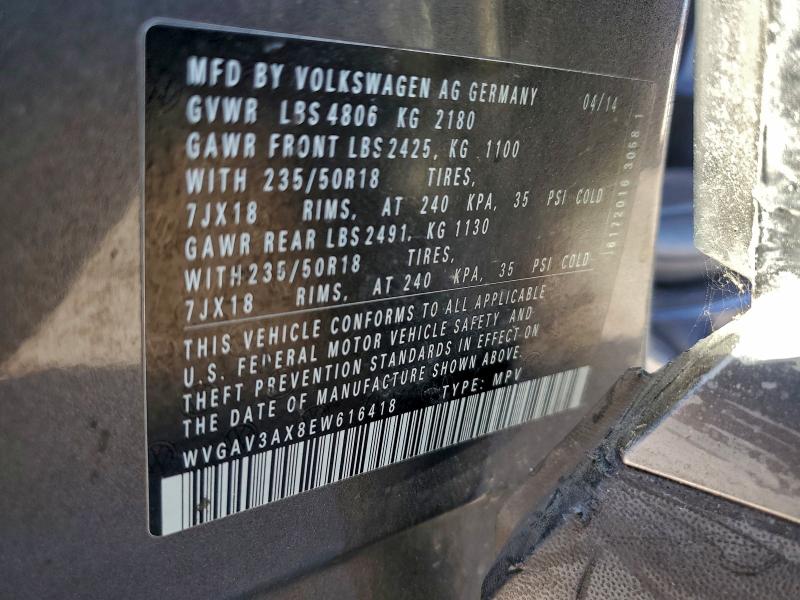 MFD BY VOLKSWAGEN AG GERMANY 04/14
GVWR LBS 4806 KG 2180
GAWR FRONT LBS 2425, KG 1100
WITH 235/50R18 TIRES,
7JX18 RIMS, AT 240 KPA, 35 PSI COLD
GAWR REAR LBS 2491, KG 1130
WITH 235/50R18 TIRES,
7JX18 RIMS, AT 240 KPA, 35 PSI COLD
THIS VEHICLE CONFORMS TO ALL APPLICABLE
U.S. FEDERAL MOTOR VEHICLE SAFETY AND
THEFT PREVENTION STANDARDS IN EFFECT ON
THE DATE OF MANUFACTURE SHOWN ABOVE.
WVGAV3AX8EW616418 TYPE: MPV